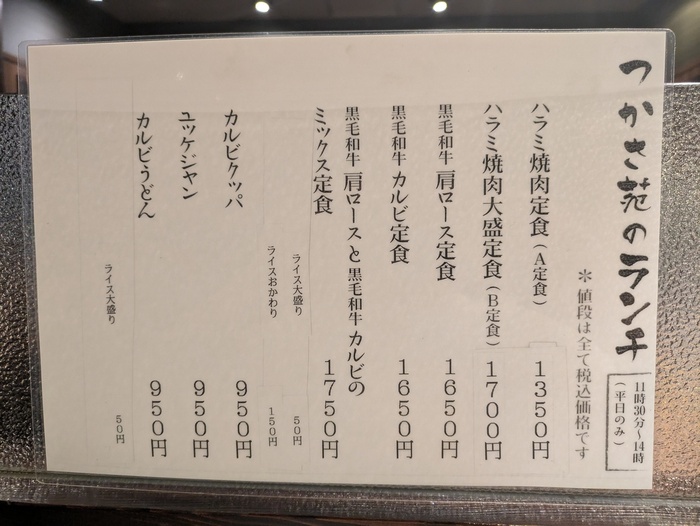 つかさ苑のランチ
11時30分〜14時
（平日のみ）
＊値段は全て税込価格です
ハラミ焼肉定食（A定食） 1350円
ハラミ焼肉大盛定食（B定食） 1700円
黒毛和牛 肩ロース定食 1650円
黒毛和牛 カルビ定食 1650円
黒毛和牛 肩ロースと黒毛和牛 カルビの
ミックス定食 1750円
ライス大盛り 50円
ライスおかわり 150円
カルビクッパ 950円
ユッケジャン 950円
カルビうどん 950円
ライス大盛り 50円